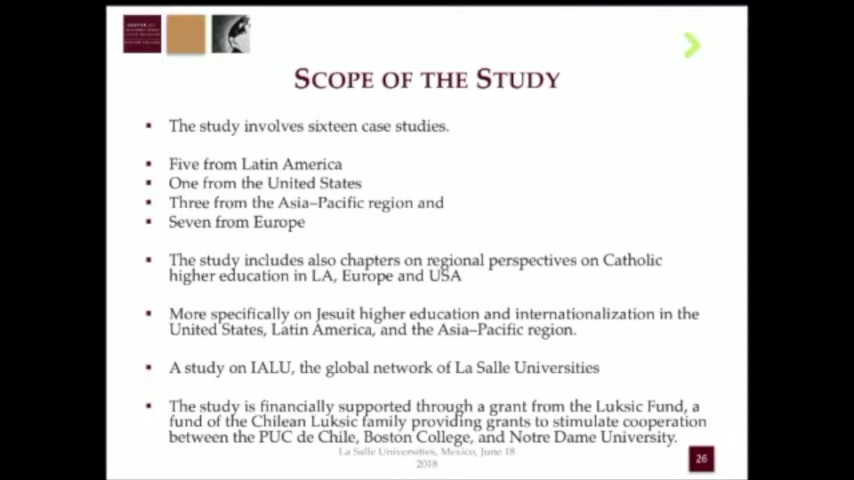 SCOPE OF THE STUDY
The study involves sixteen case studies.
Five from Latin America
One from the United States
Three from the Asia–Pacific region and
Seven from Europe
The study includes also chapters on regional perspectives on Catholic
higher education in LA, Europe and USA
More specifically on Jesuit higher education and internationalization in the
United States, Latin America, and the Asia–Pacific region.
A study on IALU, the global network of La Salle Universities
The study is financially supported through a grant from the Luksic Fund, a
fund of the Chilean Luksic family providing grants to stimulate cooperation
between the PUC de Chile, Boston College, and Notre Dame University.
La Salle Universities, Mexico, June 18
2018
26